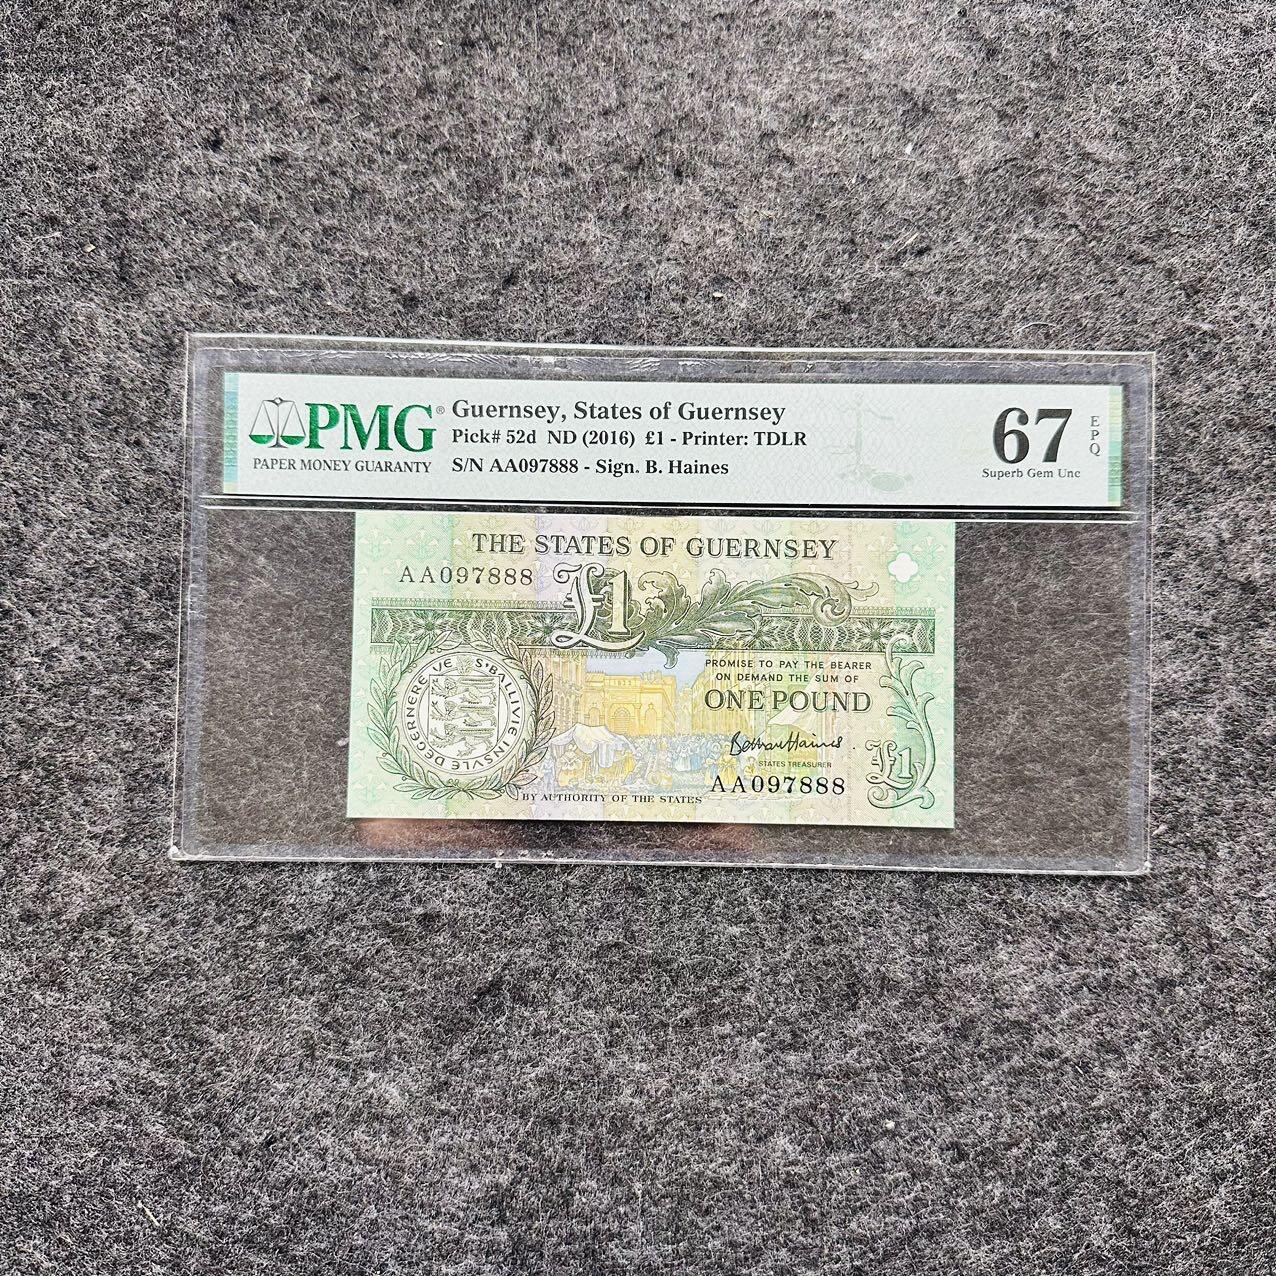 PMG®
PAPER MONEY GUARANTY
Guernsey, States of Guernsey
Pick# 52d ND (2016) £1 - Printer: TDLR
S/N AA097888 - Sign. B. Haines
67
EPQ
Superb Gem Unc
THE STATES OF GUERNSEY
AA097888
£1
S'BALLIVIE INSVLE DEGERNEREYE
PROMISE TO PAY THE BEARER
ON DEMAND THE SUM OF
ONE POUND
STATES TREASURER
AA097888
£1
BY AUTHORITY OF THE STATES